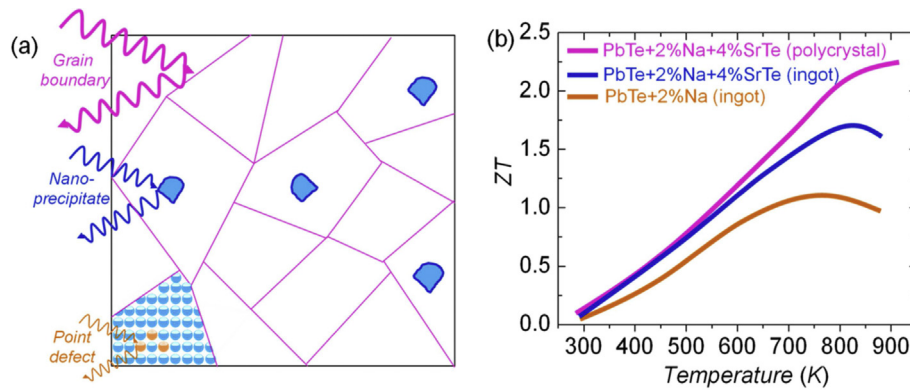 (a)
Grain
boundary
Nano-
precipitate
Point
defect
(b)
ZT
2.5
2.0
1.5
1.0
0.5
0.0
PbTe+2%Na+4%SrTe (polycrystal)
PbTe+2%Na+4%SrTe (ingot)
PbTe+2%Na (ingot)
300 400 500 600 700 800 900
Temperature (K)